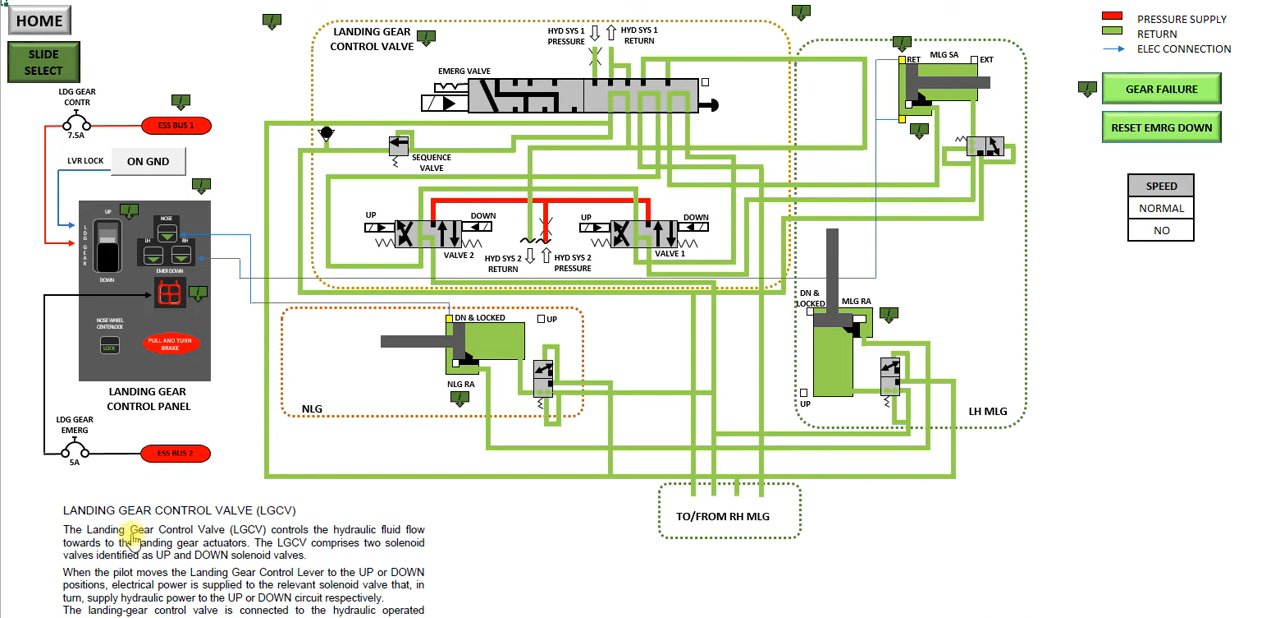 HOME
SLIDE
SELECT
LDG GEAR
CONTR
7.5A
ESS BUS 1
LVR LOCK
ON GND
UP
LDG GEAR
DOWN
NOSE
LH
RH
EMER DOWN
NOSE WHEEL
CENTERLOCK
LOCK
PULL AND TURN
BRAKE
LANDING GEAR
CONTROL PANEL
LDG GEAR
EMERG
5A
ESS BUS 2
LANDING GEAR
CONTROL VALVE
HYD SYS 1
PRESSURE
HYD SYS 1
RETURN
EMERG VALVE
SEQUENCE
VALVE
UP
DOWN
VALVE 2
HYD SYS 2
RETURN
HYD SYS 2
PRESSURE
UP
DOWN
VALVE 1
DN & LOCKED
UP
NLG RA
NLG
RET
MLG SA
EXT
DN &
LOCKED
MLG RA
UP
LH MLG
TO/FROM RH MLG
PRESSURE SUPPLY
RETURN
ELEC CONNECTION
GEAR FAILURE
RESET EMRG DOWN
SPEED
NORMAL
NO
LANDING GEAR CONTROL VALVE (LGCV)
The Landing Gear Control Valve (LGCV) controls the hydraulic fluid flow
towards to the landing gear actuators. The LGCV comprises two solenoid
valves identified as UP and DOWN solenoid valves.
When the pilot moves the Landing Gear Control Lever to the UP or DOWN
positions, electrical power is supplied to the relevant solenoid valve that, in
turn, supply hydraulic power to the UP or DOWN circuit respectively.
The landing-gear control valve is connected to the hydraulic operated